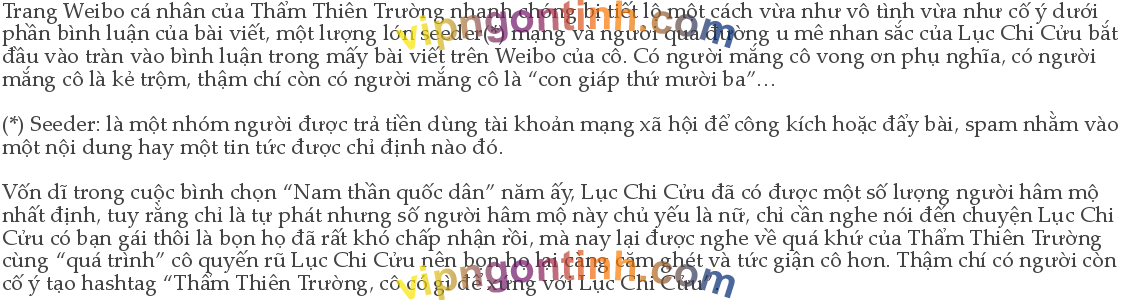 Trang Weibo cá nhân của Thẩm Thiên Trường nhanh chóng bị tiết lộ một cách vừa như vô tình vừa như cố ý dưới
phần bình luận của bài viết, một lượng lớn seeder(*) mạng và người qua đường u mê nhan sắc của Lục Chi Cửu bắt
đầu vào tràn vào bình luận trong mấy bài viết trên Weibo của cô. Có người mắng cô vong ơn phụ nghĩa, có người
mắng cô là kẻ trộm, thậm chí còn có người mắng cô là “con giáp thứ mười ba”…
(*) Seeder: là một nhóm người được trả tiền dùng tài khoản mạng xã hội để công kích hoặc đẩy bài, spam nhằm vào
một nội dung hay một tin tức được chỉ định nào đó.
Vốn dĩ trong cuộc bình chọn “Nam thần quốc dân” năm ấy, Lục Chi Cửu đã có được một số lượng người hâm mộ
nhất định, tuy rằng chỉ là tự phát nhưng số người hâm mộ này chủ yếu là nữ, chỉ cần nghe nói đến chuyện Lục Chi
Cửu có bạn gái thôi là bọn họ đã rất khó chấp nhận rồi, mà nay lại được nghe về quá khứ của Thẩm Thiên Trường
cùng “quá trình” cô quyến rũ Lục Chi Cửu nên bọn họ lại càng căm ghét và tức giận cô hơn. Thậm chí có người còn
cố ý tạo hashtag “Thẩm Thiên Trường, cô có gì để xứng với Lục Chi Cửu”.
vipngontinh.com
vipngontinh.com